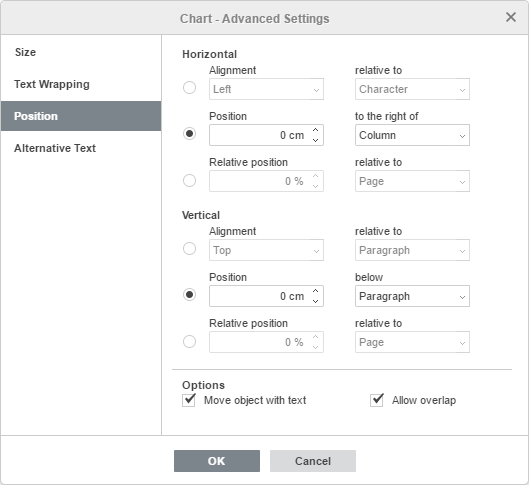 Chart - Advanced Settings
Size
Text Wrapping
Position
Alternative Text
Horizontal
Alignment relative to
Left Character
Position to the right of
0 cm Column
Relative position relative to
0 % Page
Vertical
Alignment relative to
Top Paragraph
Position below
0 cm Paragraph
Relative position relative to
0 % Page
Options
Move object with text Allow overlap
OK Cancel